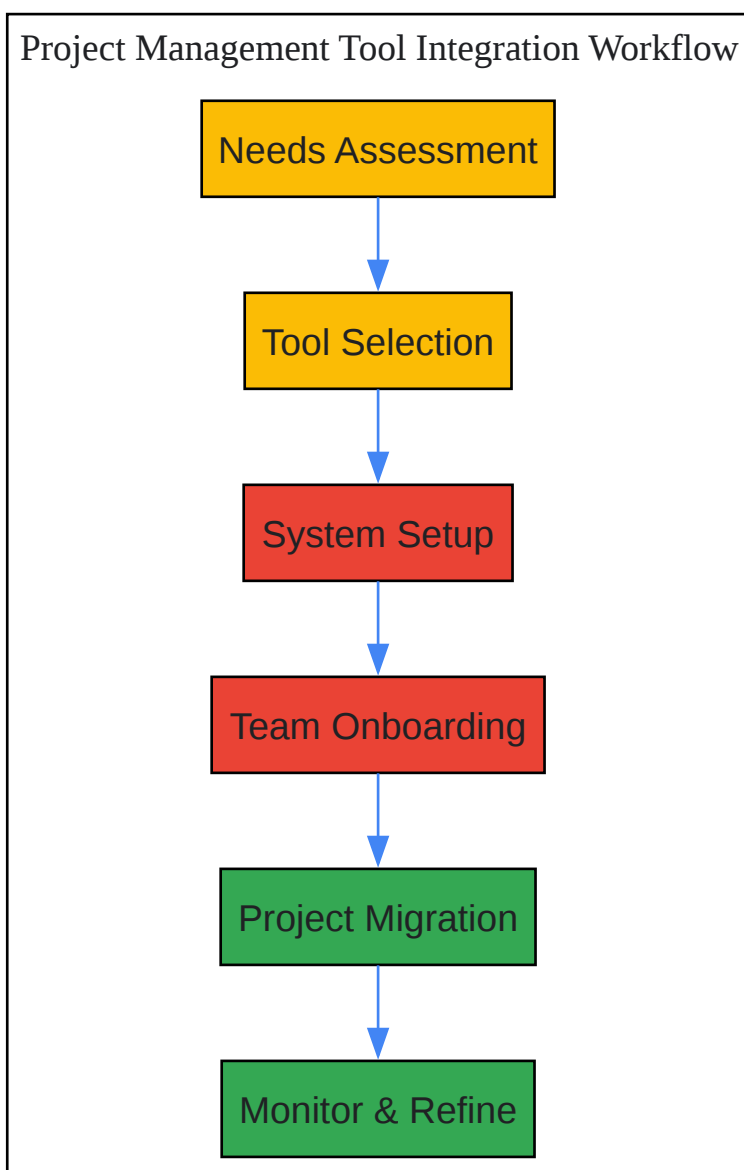 Project Management Tool Integration Workflow
Needs Assessment
Tool Selection
System Setup
Team Onboarding
Project Migration
Monitor & Refine